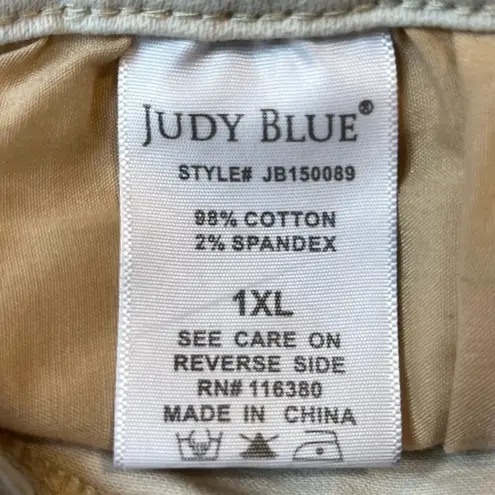 JUDY BLUE®
STYLE# JB150089
98% COTTON
2% SPANDEX
1XL
SEE CARE ON
REVERSE SIDE
RN# 116380
MADE IN CHINA